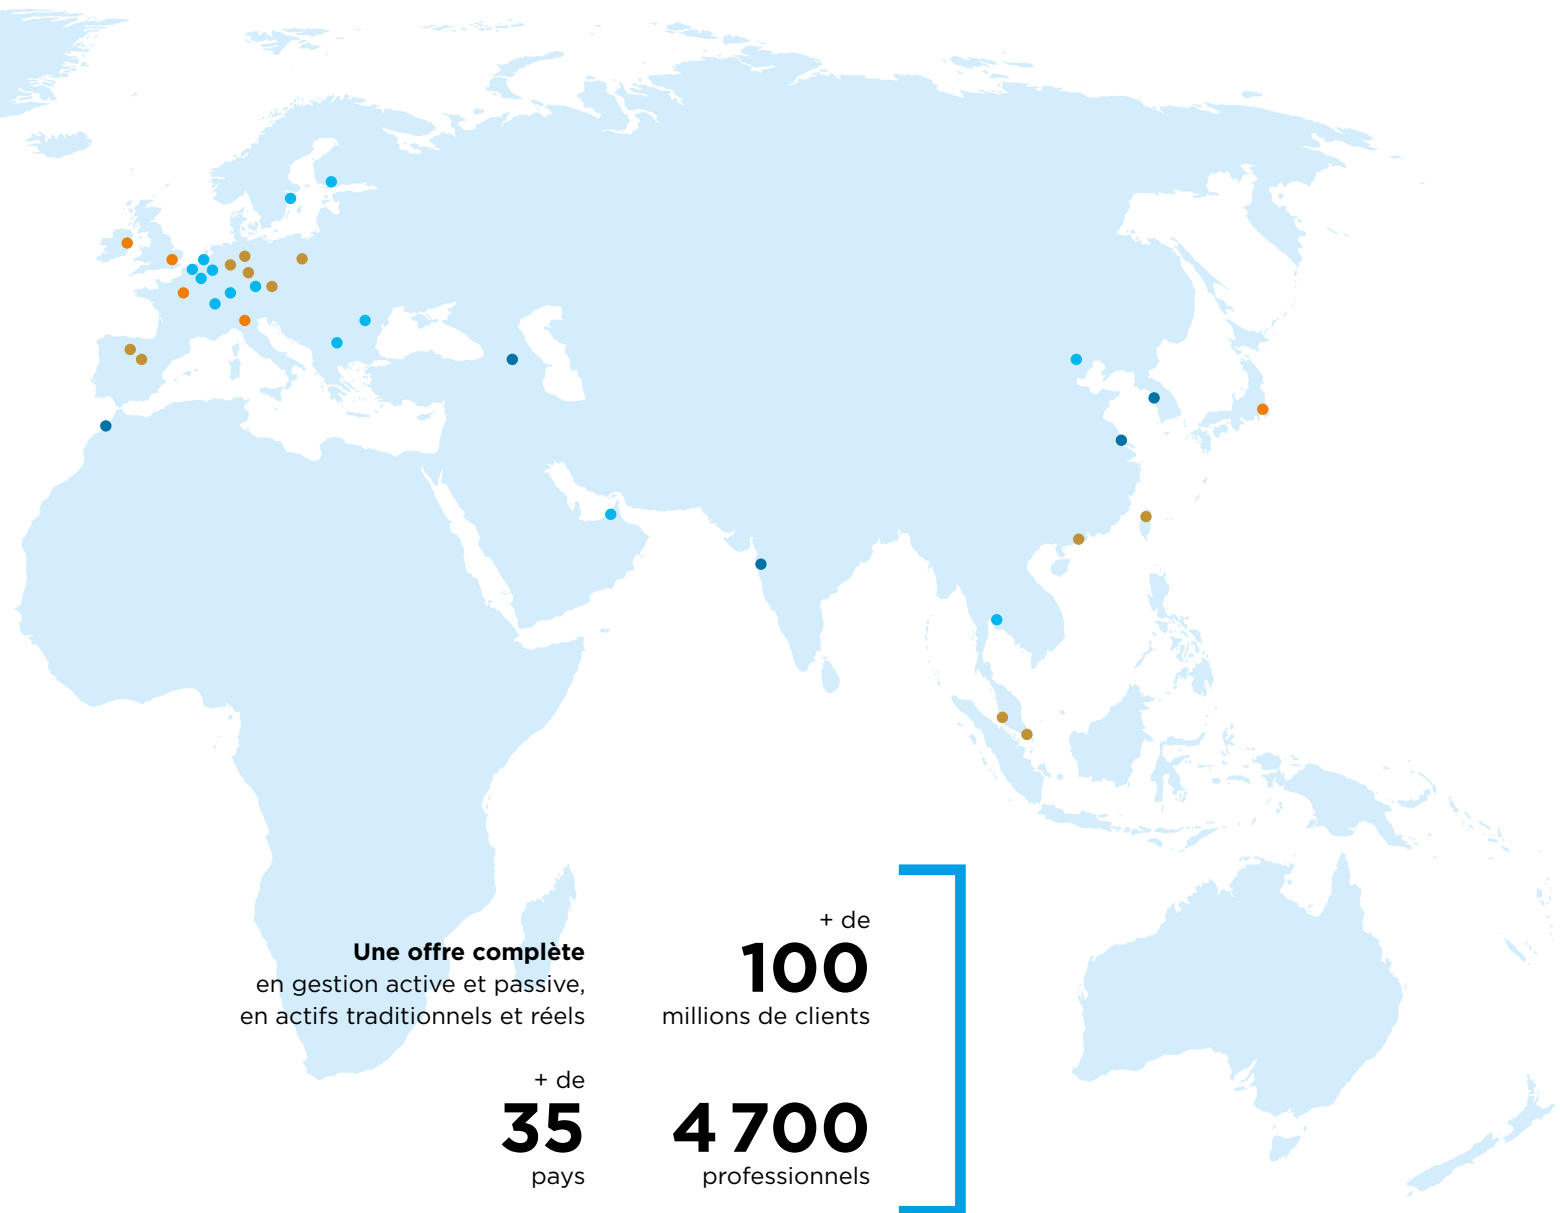 Une offre complète
en gestion active et passive,
en actifs traditionnels et réels
+ de
100
millions de clients
+ de
35
pays
4 700
professionnels